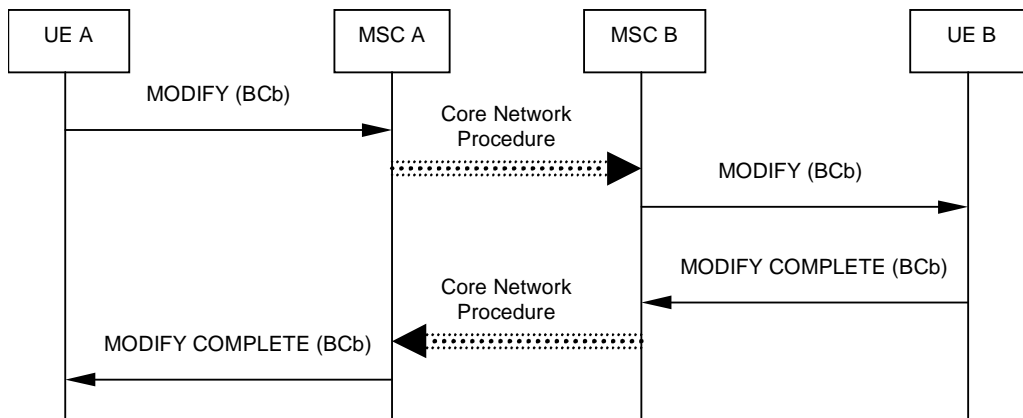 UE A
MSC A
MSC B
UE B
MODIFY (BCb)
Core Network
Procedure
MODIFY (BCb)
MODIFY COMPLETE (BCb)
Core Network
Procedure
MODIFY COMPLETE (BCb)